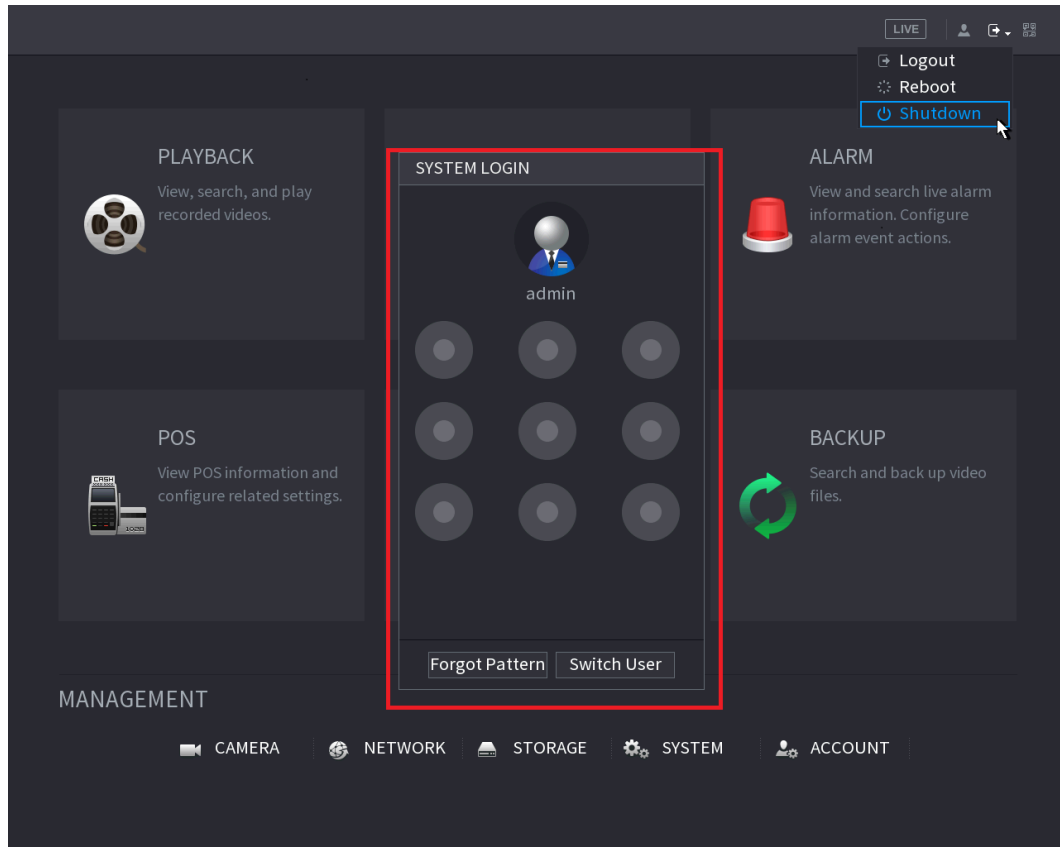 LIVE
Logout
Reboot
Shutdown
PLAYBACK
View, search, and play
recorded videos.
SYSTEM LOGIN
admin
Forgot Pattern
Switch User
ALARM
View and search live alarm
information. Configure
alarm event actions.
POS
View POS information and
configure related settings.
BACKUP
Search and back up video
files.
MANAGEMENT
CAMERA
NETWORK
STORAGE
SYSTEM
ACCOUNT